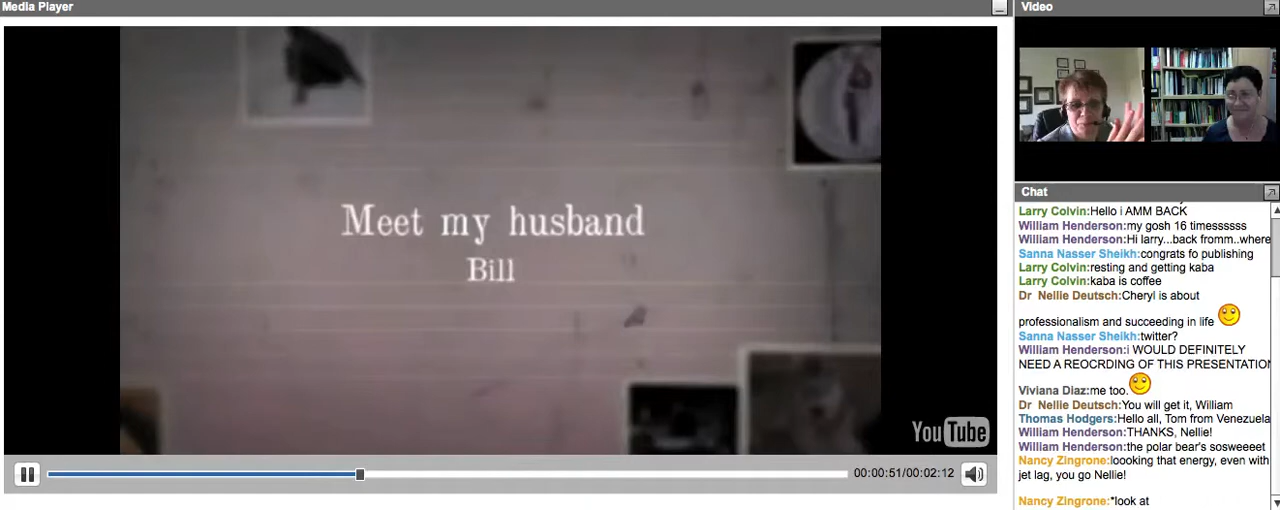 Media Player
Meet my husband
Bill
YouTube
00:00:51/00:02:12
Video
Chat
Larry Colvin:Hello i AMM BACK
William Henderson:my gosh 16 timesssssss
William Henderson:Hi larry...back fromm..where
Sanna Nasser Sheikh:congrats fo publishing
Larry Colvin:resting and getting kaba
Larry Colvin:kaba is coffee
Dr Nellie Deutsch:Cheryl is about
professionalism and succeeding in life
Sanna Nasser Sheikh:twitter?
William Henderson:i WOULD DEFINITELY
NEED A REOCRDING OF THIS PRESENTATION
Viviana Diaz:me too.
Dr Nellie Deutsch:You will get it, William
Thomas Hodgers:Hello all, Tom from Venezuela
William Henderson:THANKS, Nellie!
William Henderson:the polar bear's sosweeeet
Nancy Zingrone:loooking that energy, even with
jet lag, you go Nellie!
Nancy Zingrone:*look at